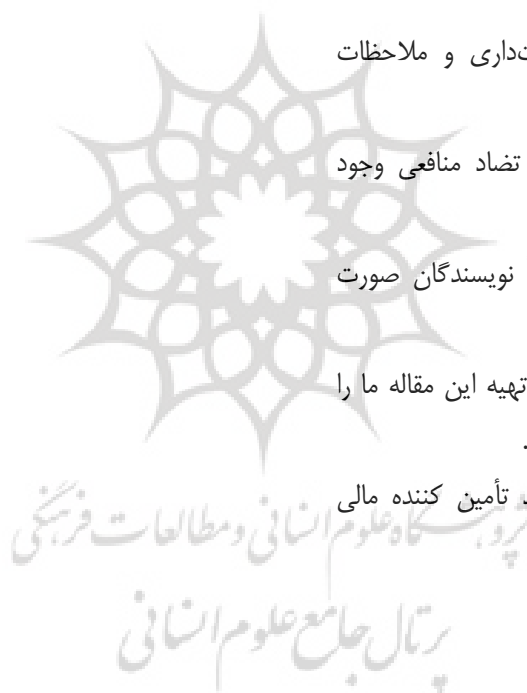 ت‌داری و ملاحظات
تضاد منافعی وجود
نویسندگان صورت
تهیه این مقاله ما را
.
تأمین کننده مالی
پژوهشگاه علوم انسانی و مطالعات فرهنگی
پرتال جامع علوم انسانی